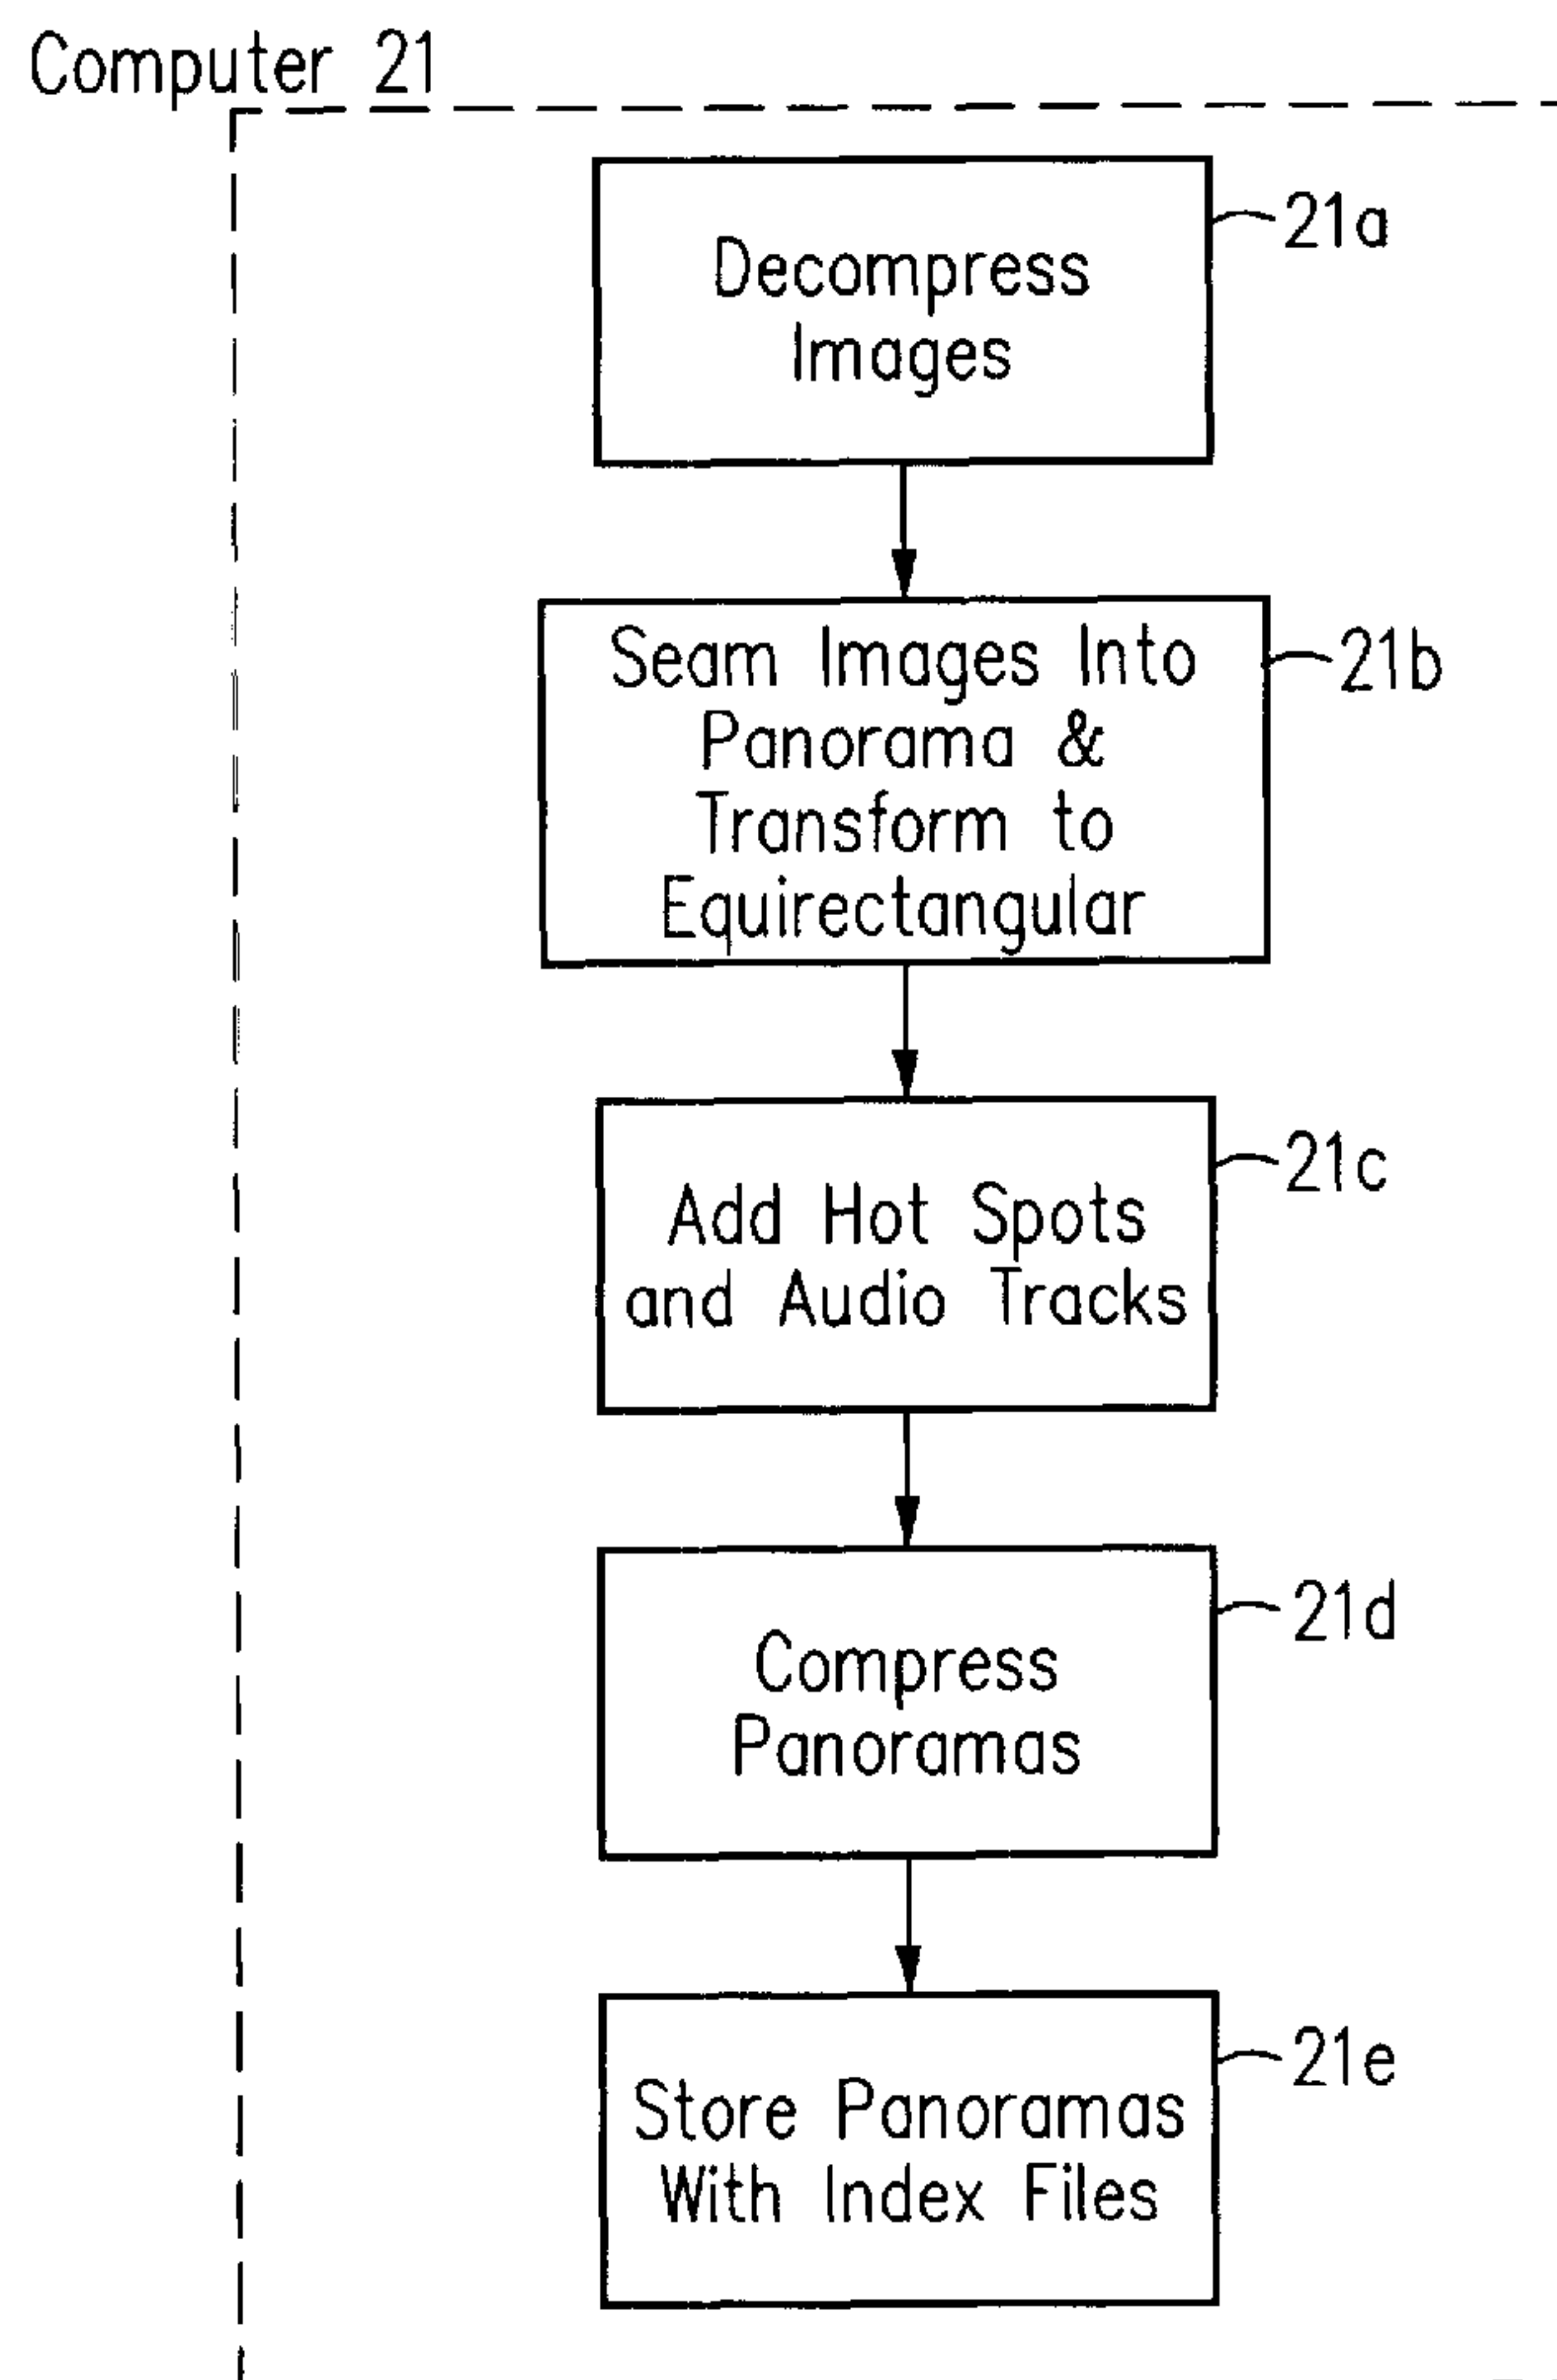 Computer 21
21a
Decompress
Images
21b
Seam Images Into
Panorama &
Transform to
Equirectangular
21c
Add Hot Spots
and Audio Tracks
21d
Compress
Panoramas
21e
Store Panoramas
With Index Files